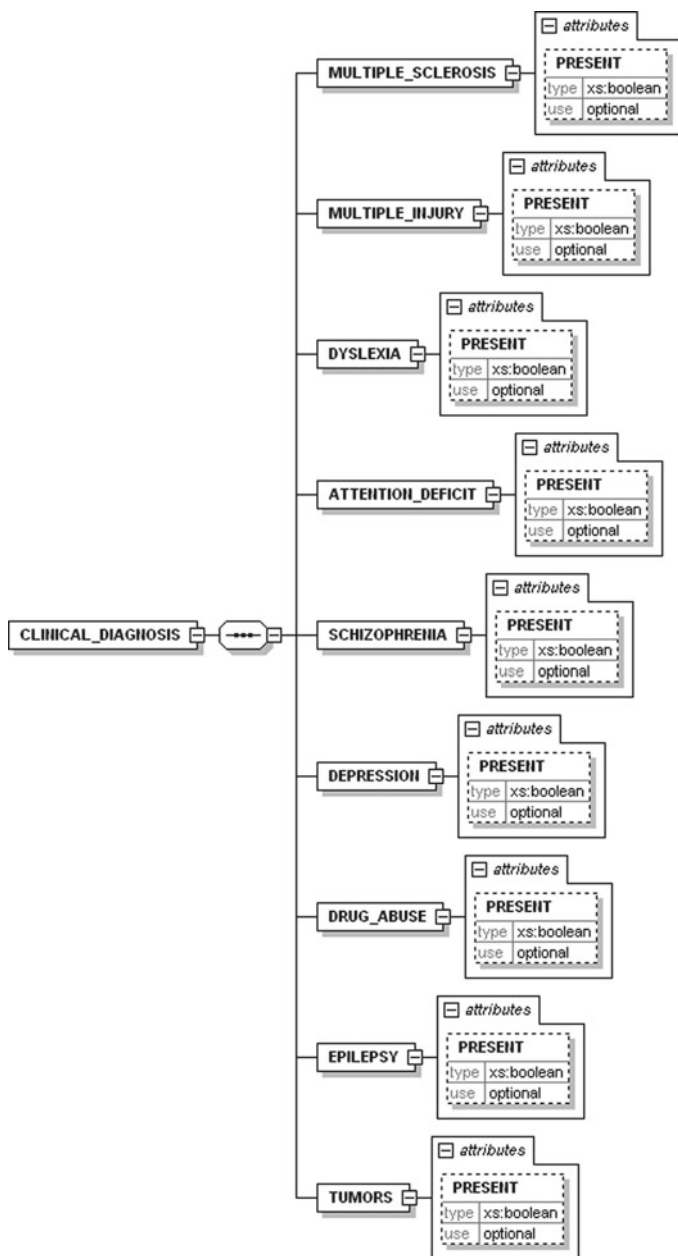 attributes
MULTIPLE_SCLEROSIS
PRESENT
type xs:boolean
use optional
attributes
MULTIPLE_INJURY
PRESENT
type xs:boolean
use optional
attributes
DYSLEXIA
PRESENT
type xs:boolean
use optional
attributes
ATTENTION_DEFICIT
PRESENT
type xs:boolean
use optional
attributes
CLINICAL_DIAGNOSIS
SCHIZOPHRENIA
PRESENT
type xs:boolean
use optional
attributes
DEPRESSION
PRESENT
type xs:boolean
use optional
attributes
DRUG_ABUSE
PRESENT
type xs:boolean
use optional
attributes
EPILEPSY
PRESENT
type xs:boolean
use optional
attributes
TUMORS
PRESENT
type xs:boolean
use optional